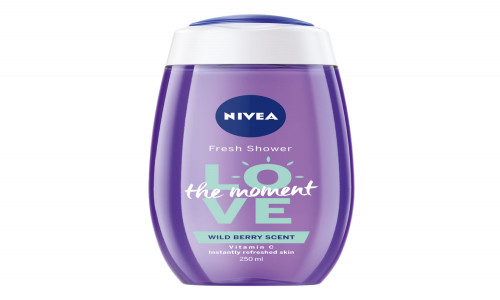 NIVEA
Fresh Shower
LO
the moment
VE
WILD BERRY SCENT
Vitamin C
Instantly refreshed skin
250 ml